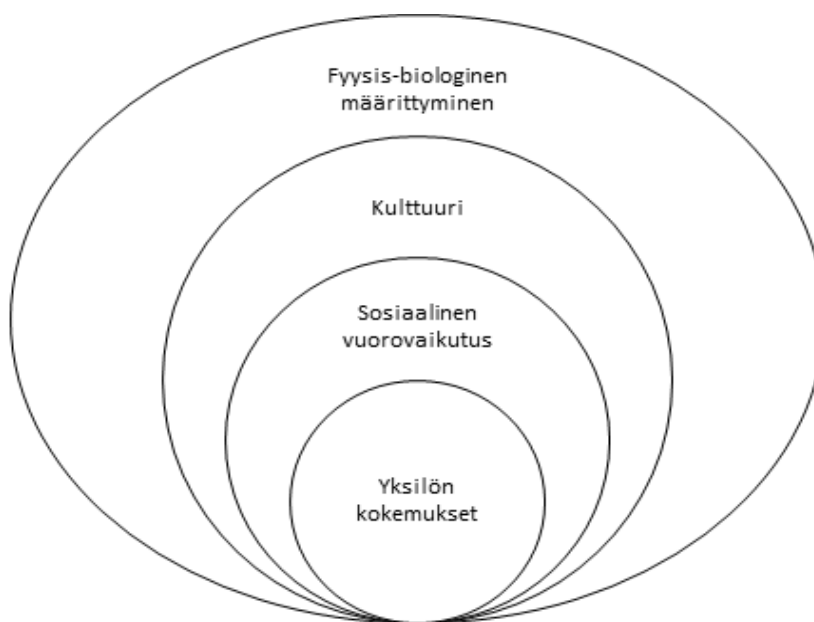 Fyysis-biologinen
määrittyminen
Kulttuuri
Sosiaalinen
vuorovaikutus
Yksilön
kokemukset